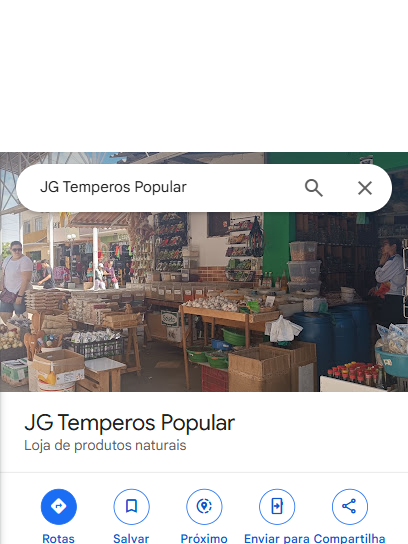 JG Temperos Popular
JG Temperos Popular
Loja de produtos naturais
Rotas
Salvar
Próximo
Enviar para
Compartilha